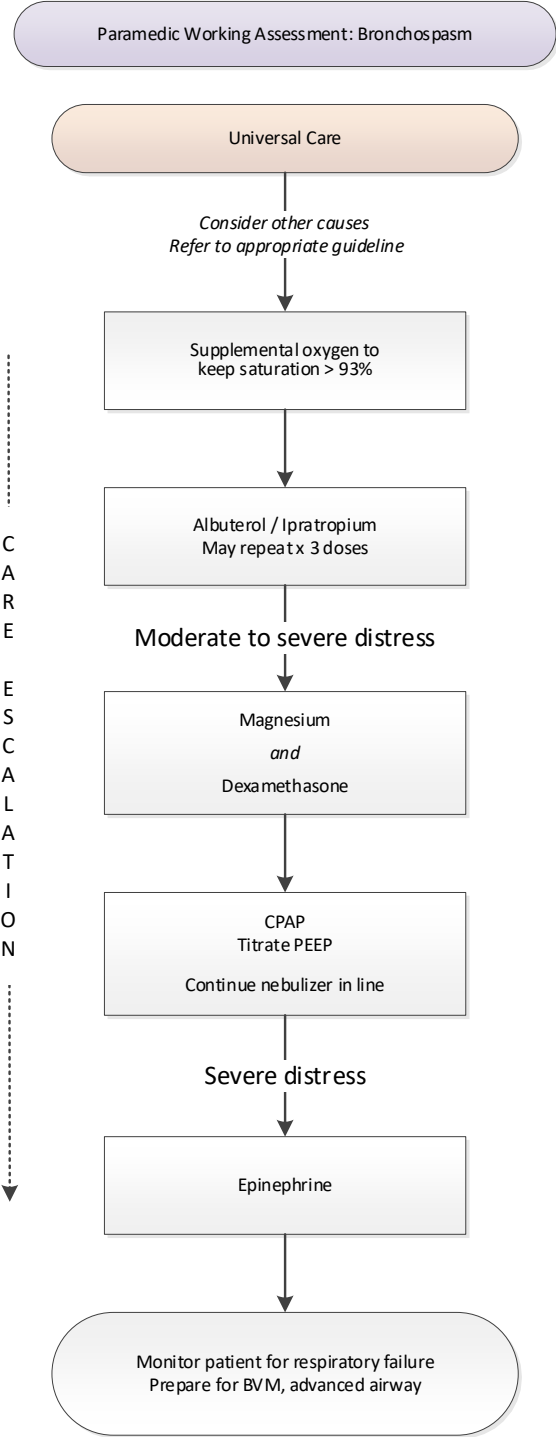 Paramedic Working Assessment: Bronchospasm
Universal Care
Consider other causes
Refer to appropriate guideline
Supplemental oxygen to
keep saturation > 93%
Albuterol / Ipratropium
May repeat x 3 doses
Moderate to severe distress
Magnesium
and
Dexamethasone
CPAP
Titrate PEEP
Continue nebulizer in line
Severe distress
Epinephrine
Monitor patient for respiratory failure
Prepare for BVM, advanced airway
CARE ESCALATION